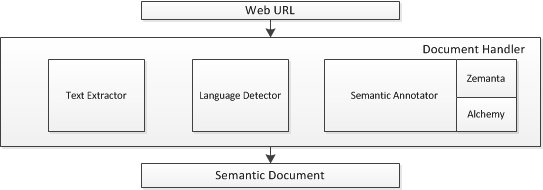 Web URL
Document Handler
Text Extractor
Language Detector
Semantic Annotator
Zemanta
Alchemy
Semantic Document